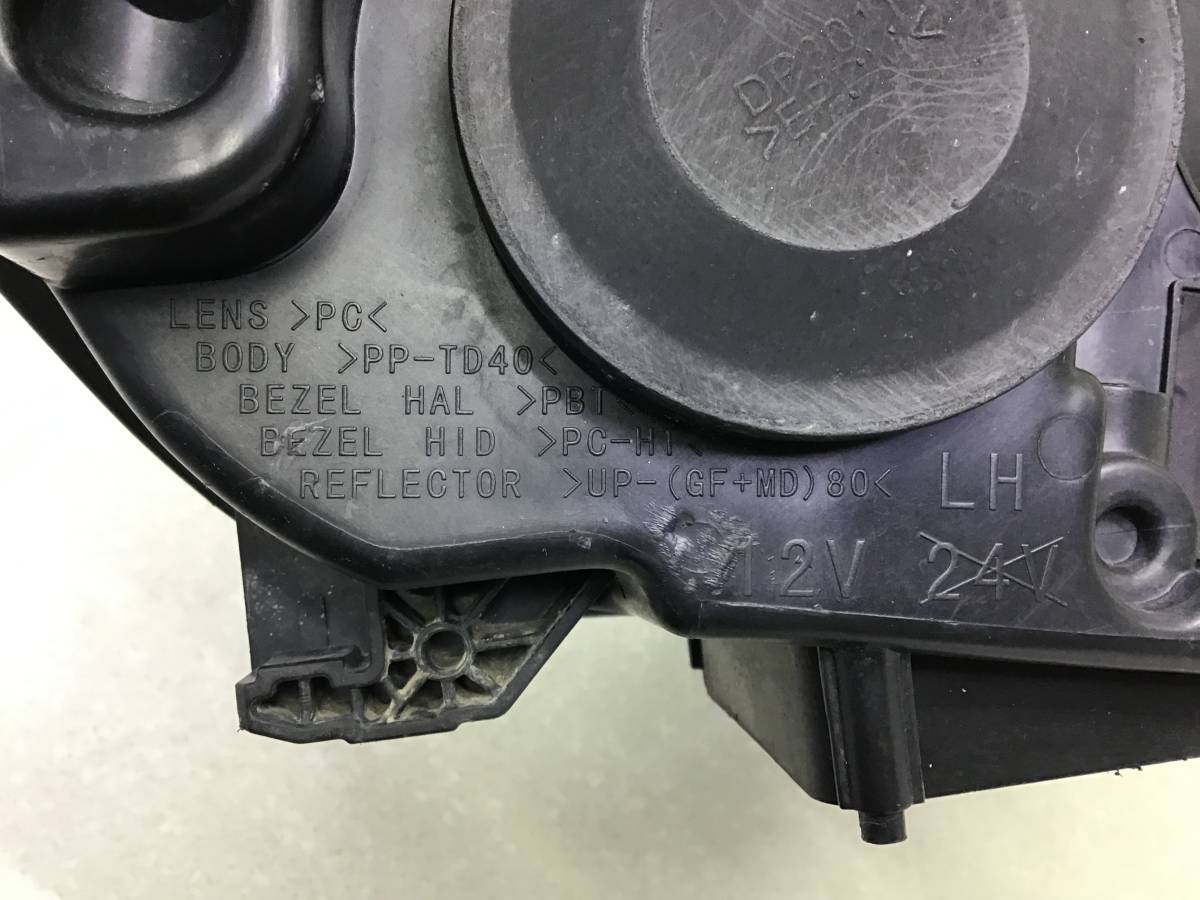 LENS >PC<
BODY >PP-TD40<
BEZEL HAL >PBT<
BEZEL HID >PC-HT<
REFLECTOR >UP-(GF+MD)80<
LH
12V 24V